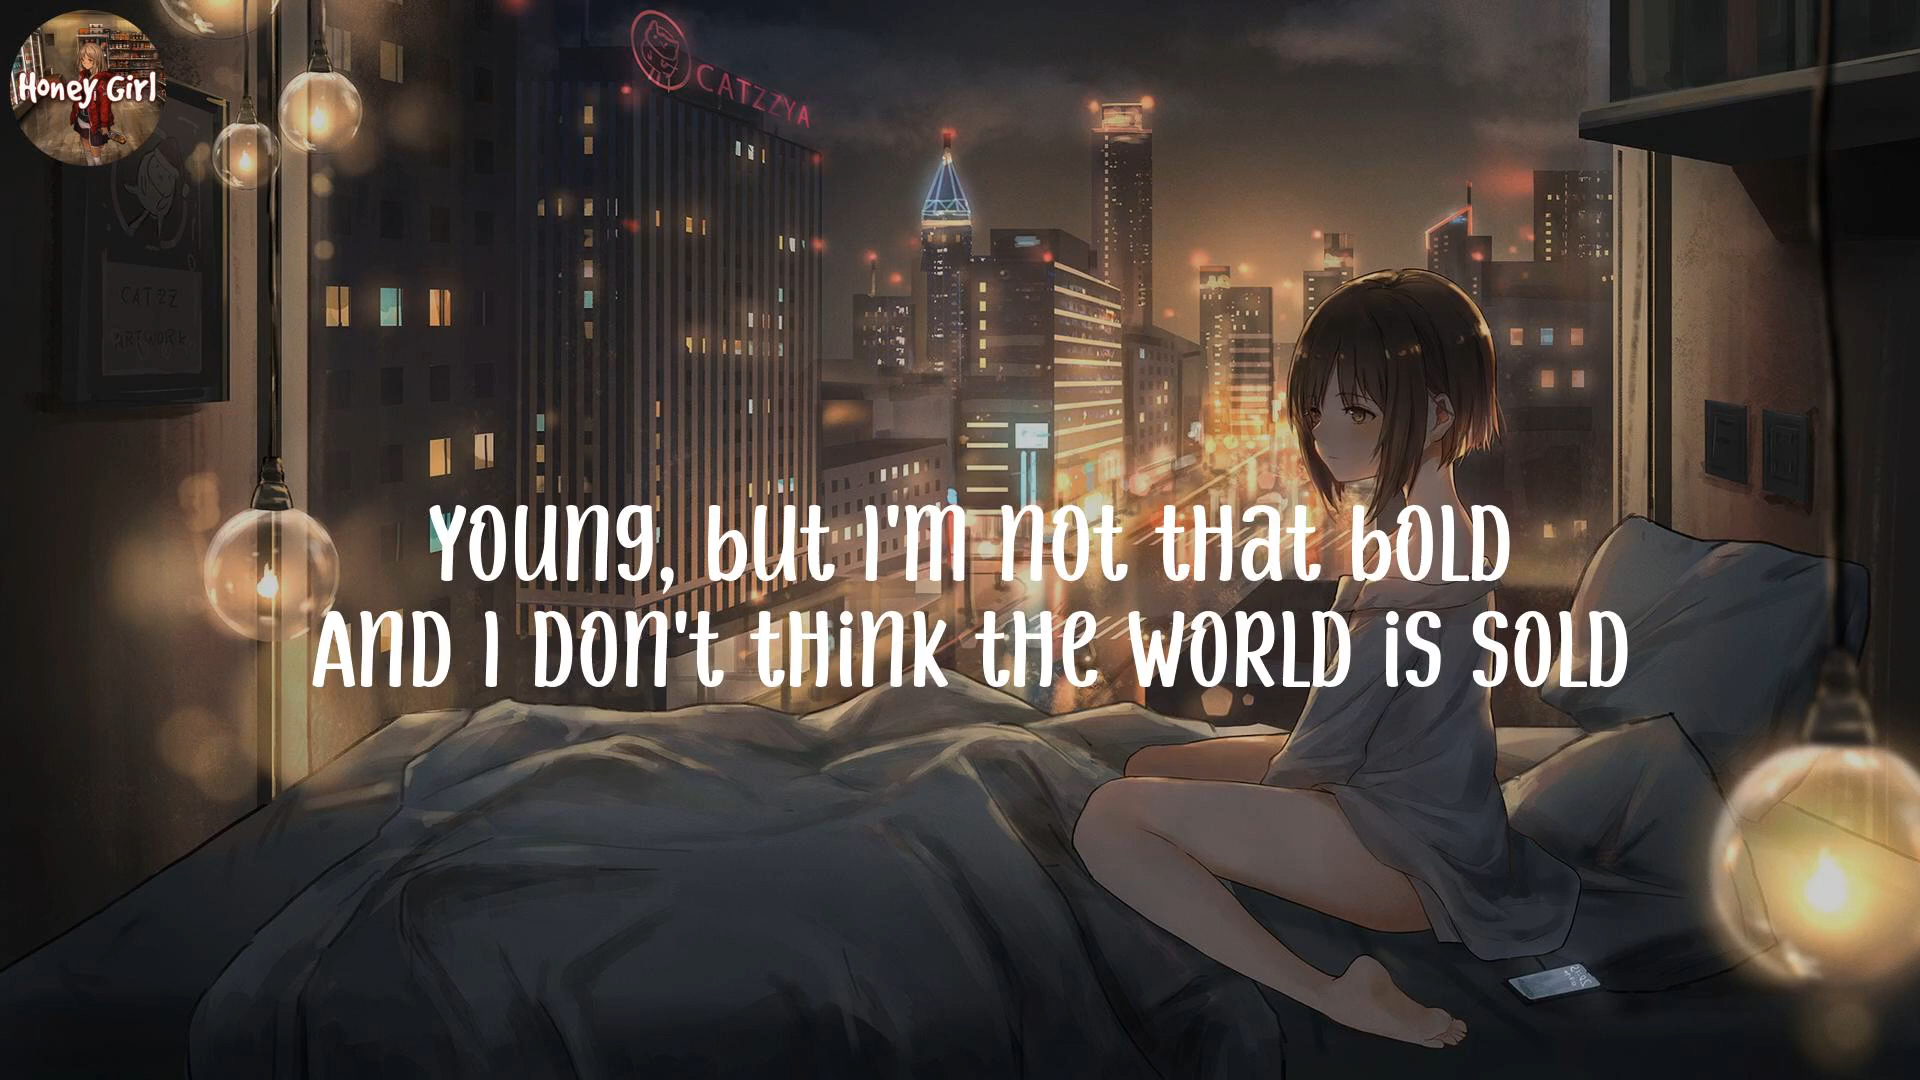 Honey Girl
CATZZYA
CATZZ
ARTWORK
Young, but I'm not that bold
And I don't think the world is sold